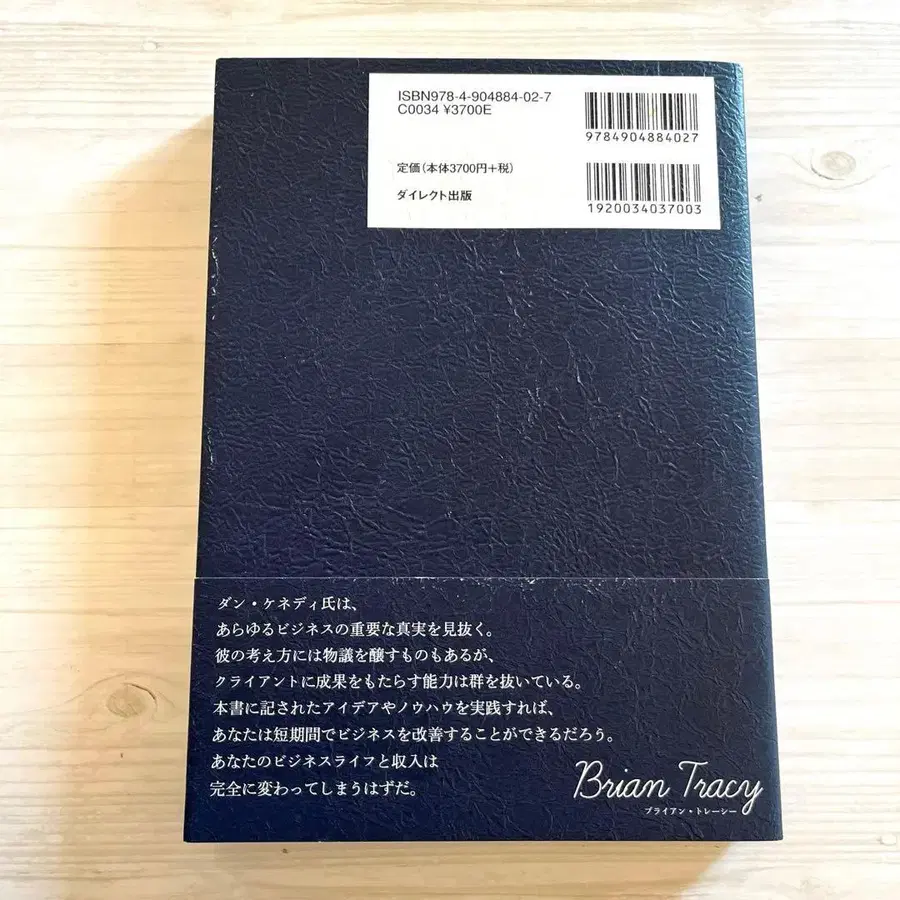 ISBN978-4-904884-02-7
C0034 ¥3700E
9784904884027
定価(本体3700円+税)
ダイレクト出版
1920034037003
ダン・ケネディ氏は、
あらゆるビジネスの重要な真実を見抜く。
彼の考え方には物議を醸すものもあるが、
クライアントに成果をもたらす能力は群を抜いている。
本書に記されたアイデアやノウハウを実践すれば、
あなたは短期間でビジネスを改善することができるだろう。
あなたのビジネスライフと収入は
完全に変わってしまうはずだ。
Brian Tracy
ブライアン・トレーシー